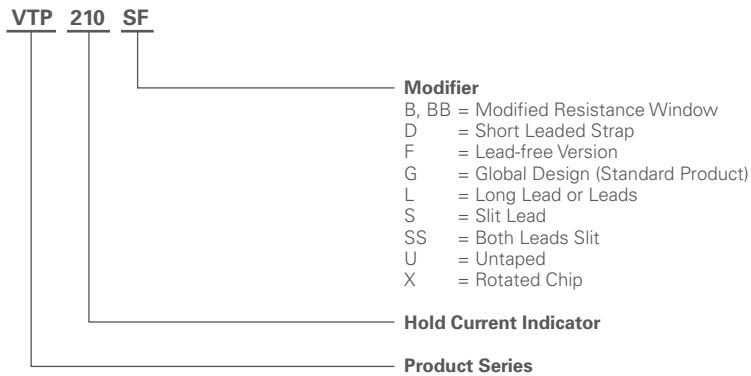 VTP 210 SF
Modifier
B, BB = Modified Resistance Window
D = Short Leaded Strap
F = Lead-free Version
G = Global Design (Standard Product)
L = Long Lead or Leads
S = Slit Lead
SS = Both Leads Slit
U = Untaped
X = Rotated Chip
Hold Current Indicator
Product Series